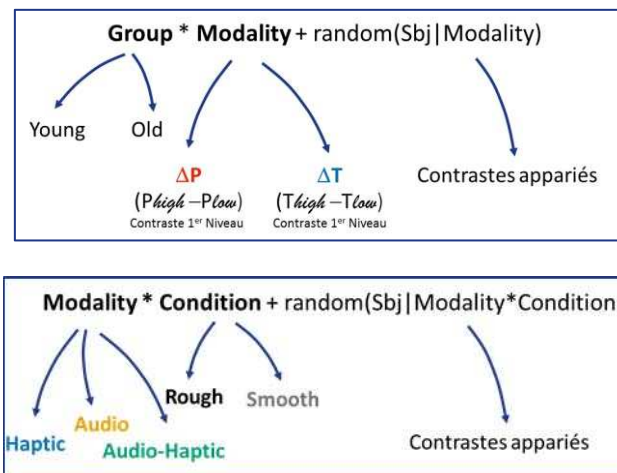 Group * Modality + random(Sbj|Modality)
Young Old
ΔP ΔT Contrastes appariés
(Phigh –Plow) (Thigh –Tlow)
Contraste 1er Niveau Contraste 1er Niveau
Modality * Condition + random(Sbj|Modality*Condition
Rough Smooth
Audio
Haptic Audio-Haptic Contrastes appariés